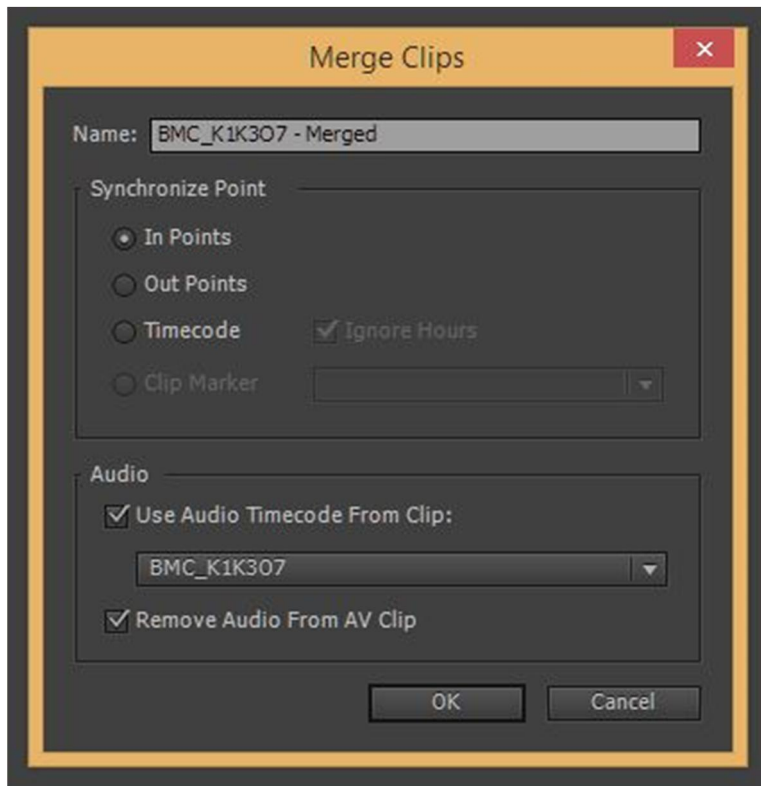 Merge Clips
Name: BMC_K1K3O7 - Merged
Synchronize Point
In Points
Out Points
Timecode Ignore Hours
Clip Marker
Audio
Use Audio Timecode From Clip:
BMC_K1K3O7
Remove Audio From AV Clip
OK Cancel